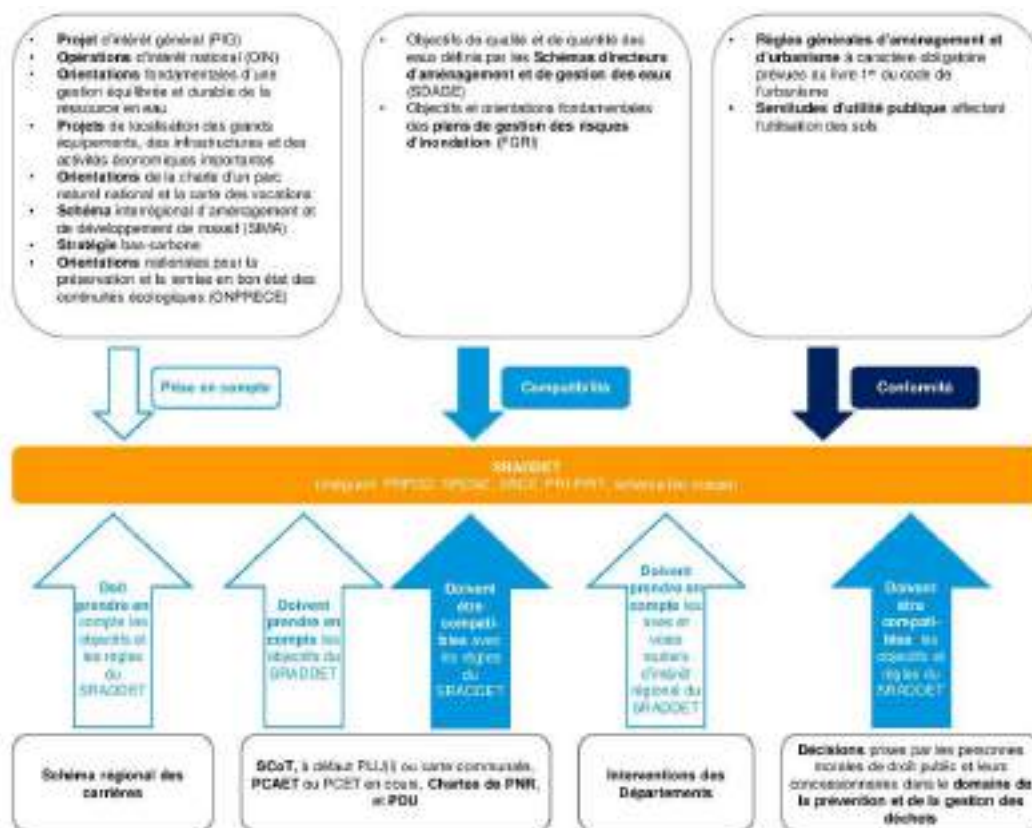 Projet d'intérêt général (PIG)
Opérations d'intérêt national (OIN)
Orientations fondamentales d'une
gestion équilibrée et durable de la
ressource en eau
Projets de localisation des grands
équipements, des infrastructures et des
activités économiques importantes
Orientations de la charte d'un parc
naturel national et la carte des vocations
Schéma interrégional d'aménagement et
de développement de massif (SIMA)
Stratégie bas-carbone
Orientations nationales pour la
préservation et la remise en bon état des
continuités écologiques (ONPRECE)
Objectifs de qualité et de quantité des
eaux définis par les Schémas directeurs
d'aménagement et de gestion des eaux
(SDAGE)
Objectifs et orientations fondamentales
des plans de gestion des risques
d'inondation (PGRI)
Règles générales d'aménagement et
d'urbanisme à caractère obligatoire
prévues au livre 1er du code de
l'urbanisme
Servitudes d'utilité publique affectant
l'utilisation des sols
Prise en compte
Compatibilité
Conformité
SRADDET
Doit
prendre en
compte les
objectifs et
les règles
du
SRADDET
Doivent
prendre en
compte les
objectifs du
SRADDET
Doivent
être
compati-
bles avec
les règles
du
SRADDET
Doivent
prendre en
compte les
axes et
voies
routiers
d'intérêt
régional du
SRADDET
Doivent
être
compati-
bles les
objectifs et
règles du
SRADDET
Schéma régional des
carrières
SCoT, à défaut PLU(i) ou carte communale,
PCAET ou PCET en cours, Chartes de PNR,
et PDU
Interventions des
Départements
Décisions prises par les personnes
morales de droit public et leurs
concessionnaires dans le domaine de
la prévention et de la gestion des
déchets